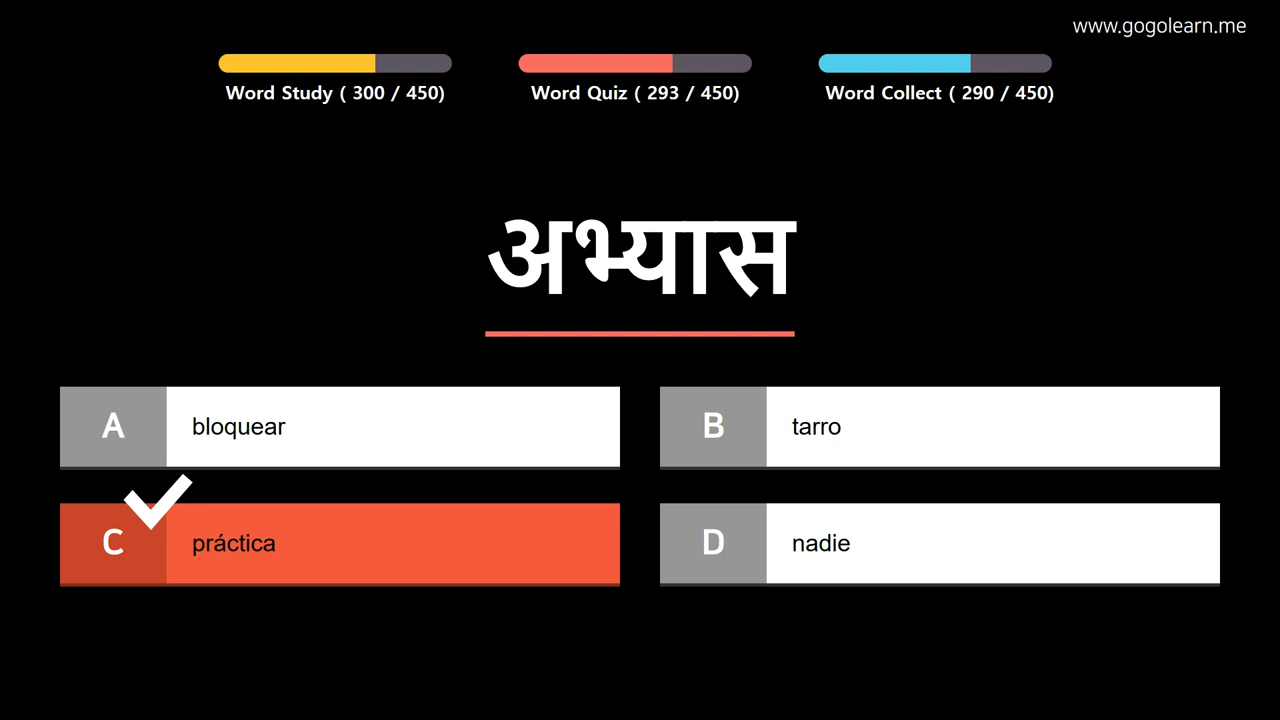 www.gogolearn.me
Word Study ( 300 / 450)
Word Quiz ( 293 / 450)
Word Collect ( 290 / 450)
अभ्यास
A bloquear
B tarro
C práctica
D nadie